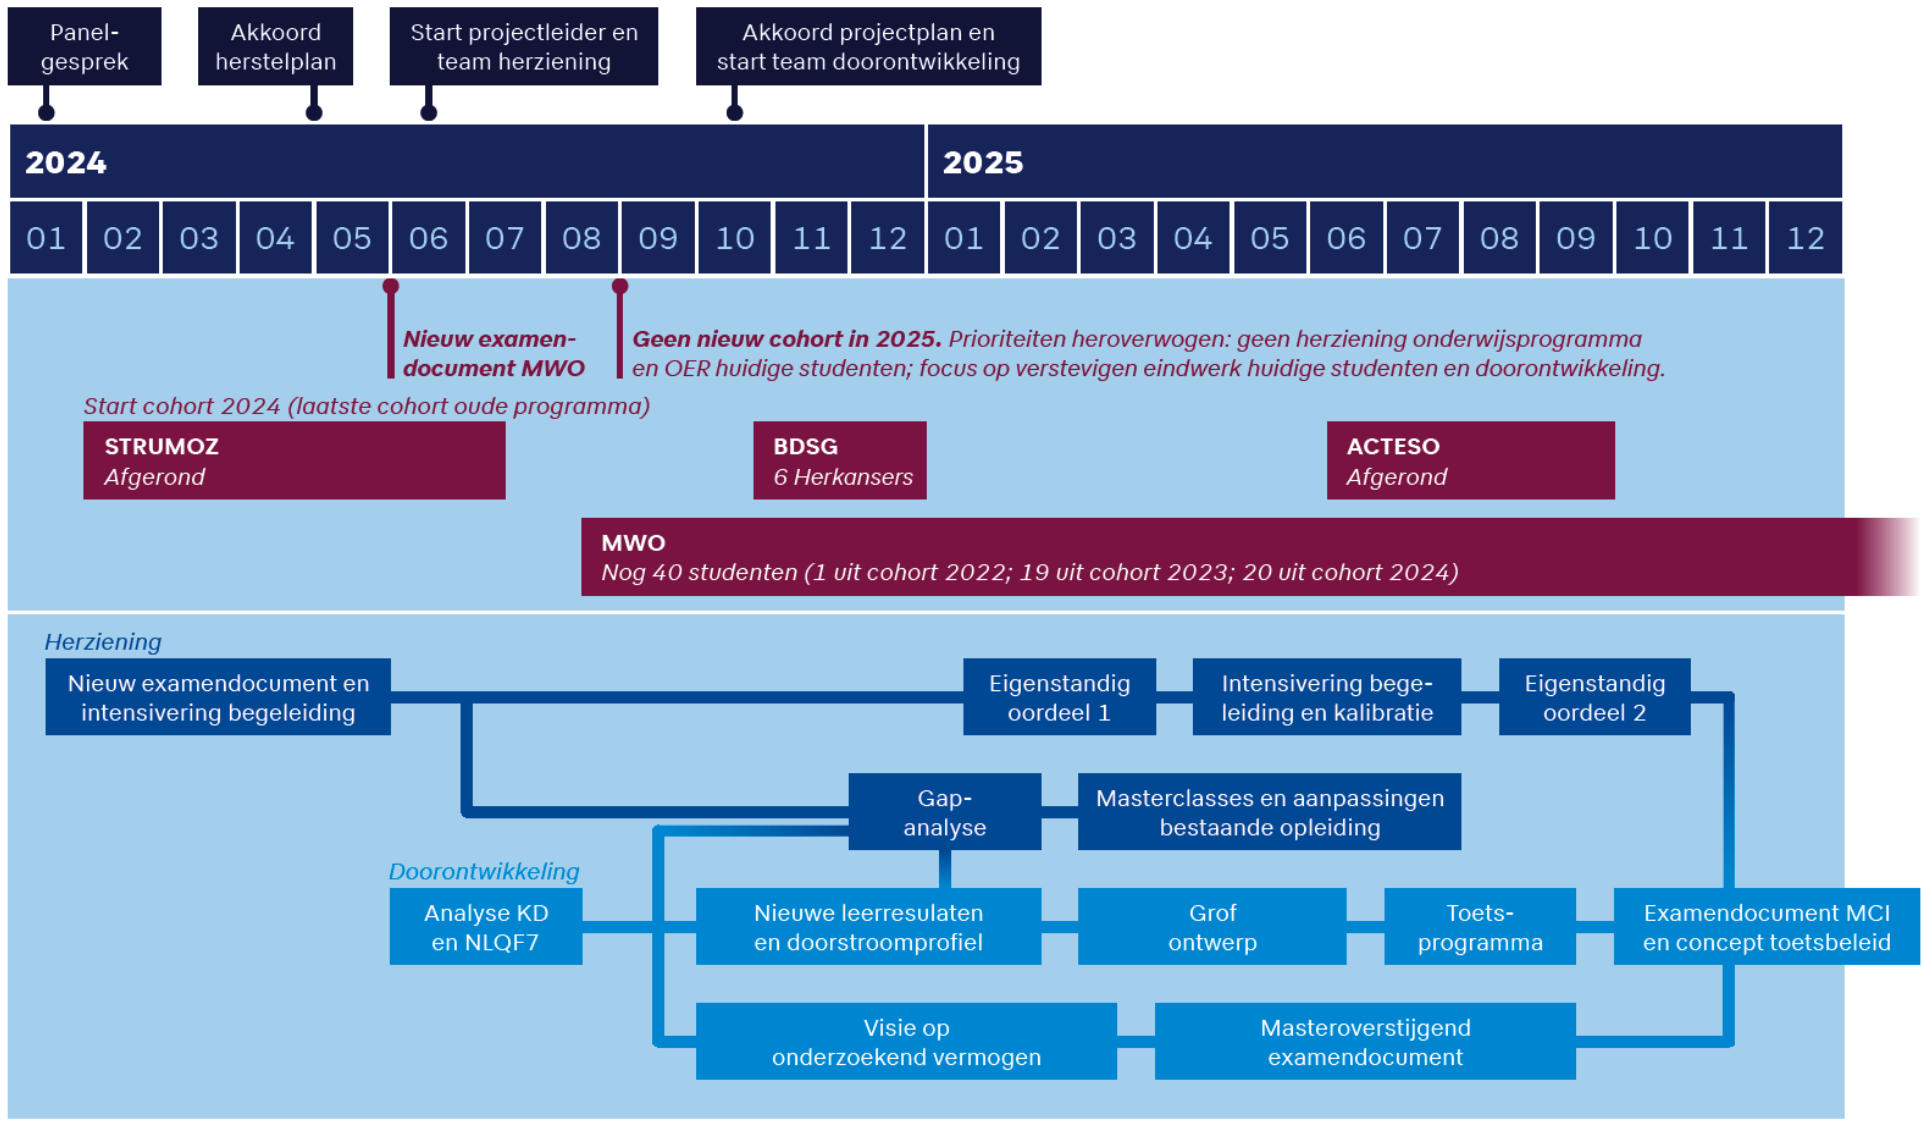 Panel-
gesprek
Akkoord
herstelplan
Start projectleider en
team herziening
Akkoord projectplan en
start team doorontwikkeling
2024
2025
01 02 03 04 05 06 07 08 09 10 11 12 01 02 03 04 05 06 07 08 09 10 11 12
Nieuw examen-
document MWO
Geen nieuw cohort in 2025. Prioriteiten heroverwogen: geen herziening onderwijsprogramma
en OER huidige studenten; focus op verstevigen eindwerk huidige studenten en doorontwikkeling.
Start cohort 2024 (laatste cohort oude programma)
STRUMOZ
Afgerond
BDSG
6 Herkansers
ACTESO
Afgerond
MWO
Nog 40 studenten (1 uit cohort 2022; 19 uit cohort 2023; 20 uit cohort 2024)
Herziening
Nieuw examendocument en
intensivering begeleiding
Eigenstandig
oordeel 1
Intensivering bege-
leiding en kalibratie
Eigenstandig
oordeel 2
Gap-
analyse
Masterclasses en aanpassingen
bestaande opleiding
Doorontwikkeling
Analyse KD
en NLQF7
Nieuwe leerresulaten
en doorstroomprofiel
Grof
ontwerp
Toets-
programma
Examendocument MCI
en concept toetsbeleid
Visie op
onderzoekend vermogen
Masteroverstijgend
examendocument